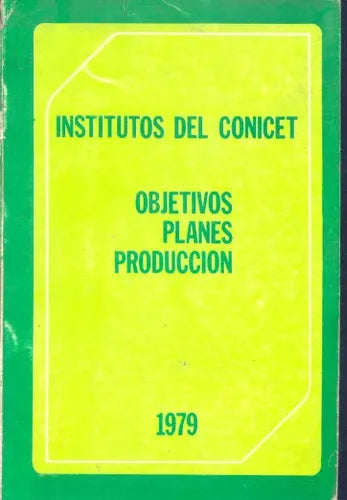 INSTITUTOS DEL CONICET
OBJETIVOS
PLANES
PRODUCCION
1979